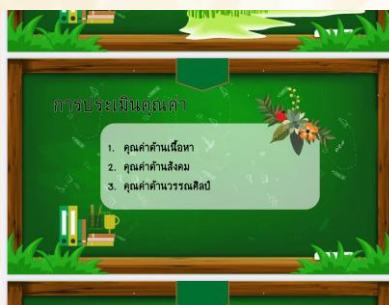 การประเมินคุณค่า
1. คุณค่าด้านเนื้อหา
2. คุณค่าด้านสังคม
3. คุณค่าด้านวรรณศิลป์